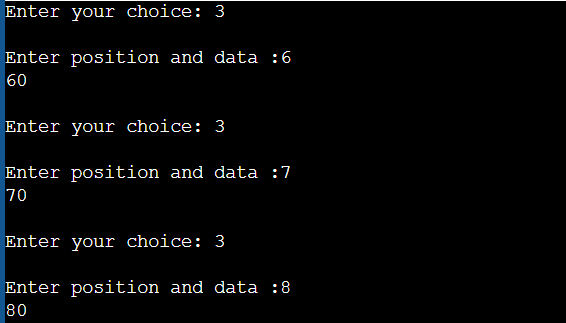 Enter your choice: 3
Enter position and data :6
60
Enter your choice: 3
Enter position and data :7
70
Enter your choice: 3
Enter position and data :8
80